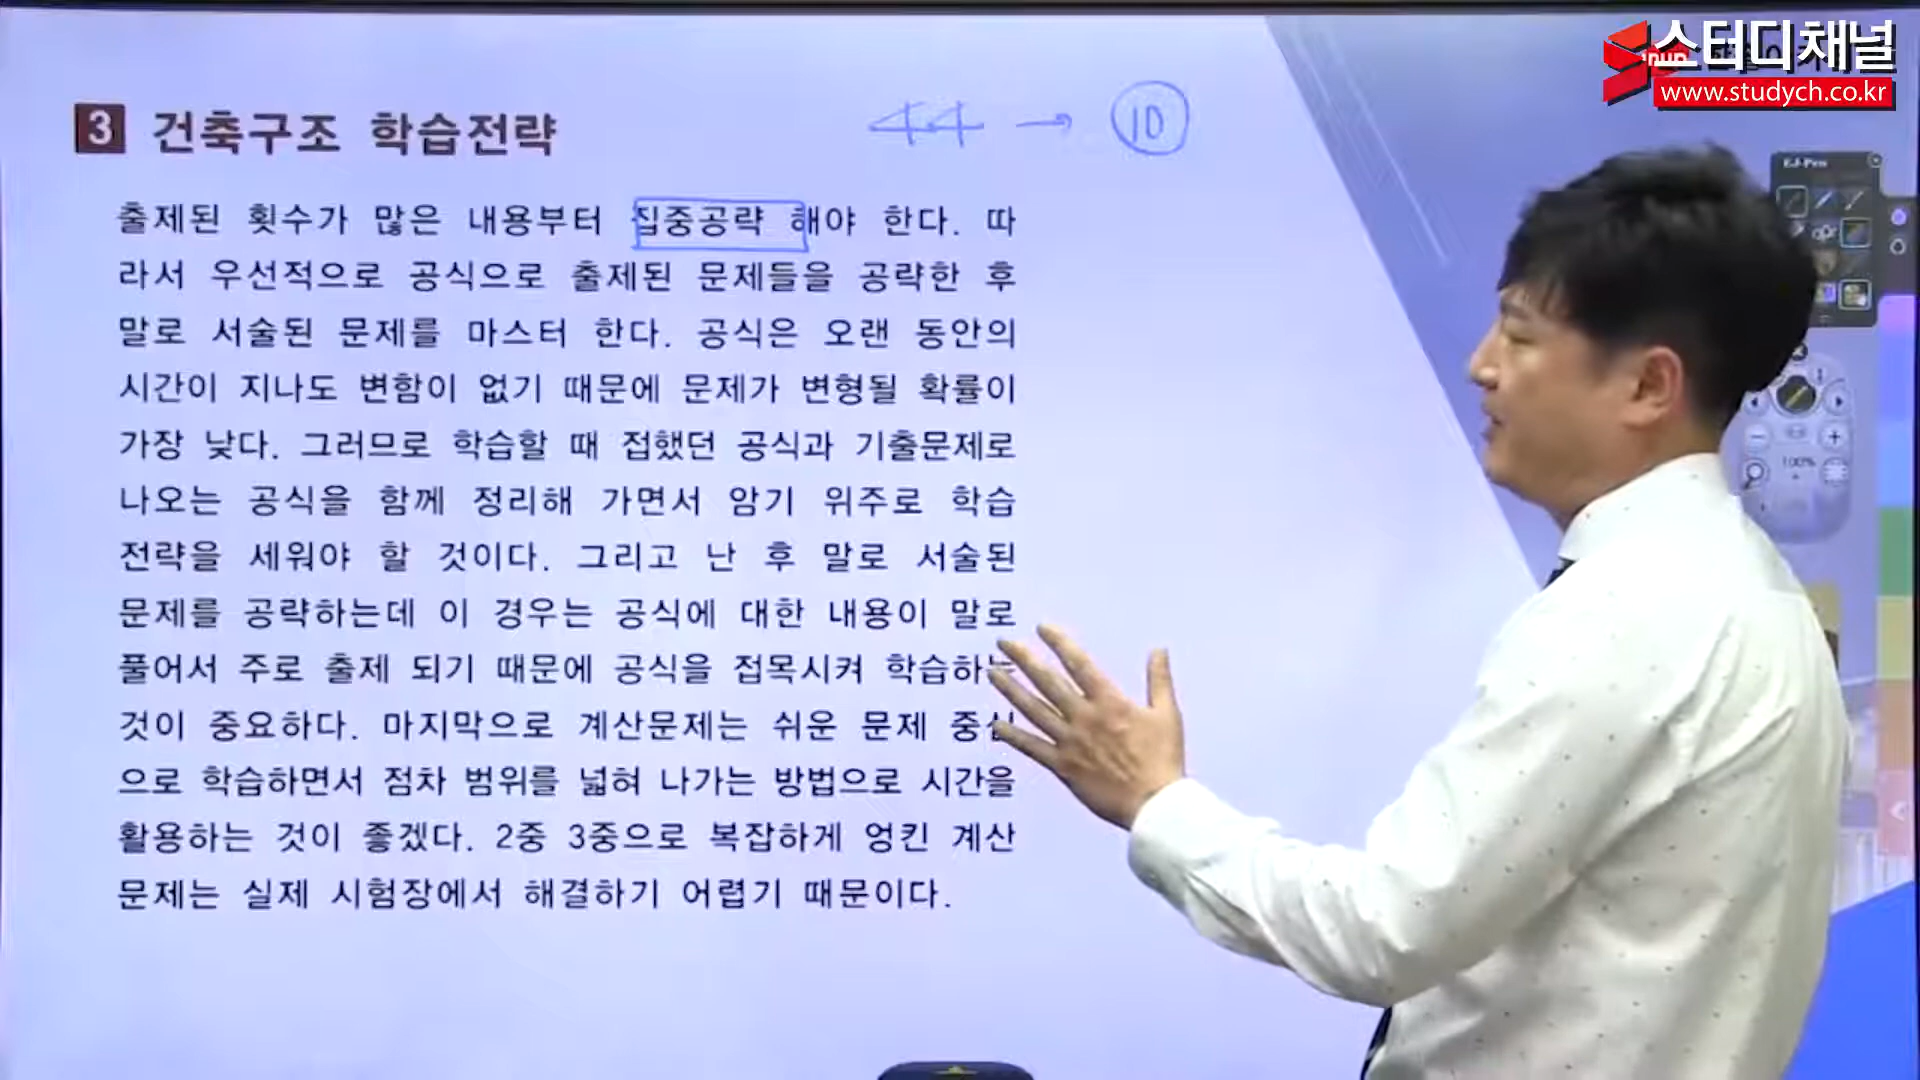 스터디채널
www.studych.co.kr
3 건축구조 학습전략
44 → 10
출제된 횟수가 많은 내용부터 집중공략 해야 한다. 따
라서 우선적으로 공식으로 출제된 문제들을 공략한 후
말로 서술된 문제를 마스터 한다. 공식은 오랜 동안의
시간이 지나도 변함이 없기 때문에 문제가 변형될 확률이
가장 낮다. 그러므로 학습할 때 접했던 공식과 기출문제로
나오는 공식을 함께 정리해 가면서 암기 위주로 학습
전략을 세워야 할 것이다. 그리고 난 후 말로 서술된
문제를 공략하는데 이 경우는 공식에 대한 내용이 말로
풀어서 주로 출제 되기 때문에 공식을 접목시켜 학습하는
것이 중요하다. 마지막으로 계산문제는 쉬운 문제 중심
으로 학습하면서 점차 범위를 넓혀 나가는 방법으로 시간을
활용하는 것이 좋겠다. 2중 3중으로 복잡하게 엉킨 계산
문제는 실제 시험장에서 해결하기 어렵기 때문이다.
EJ-Pen
100%